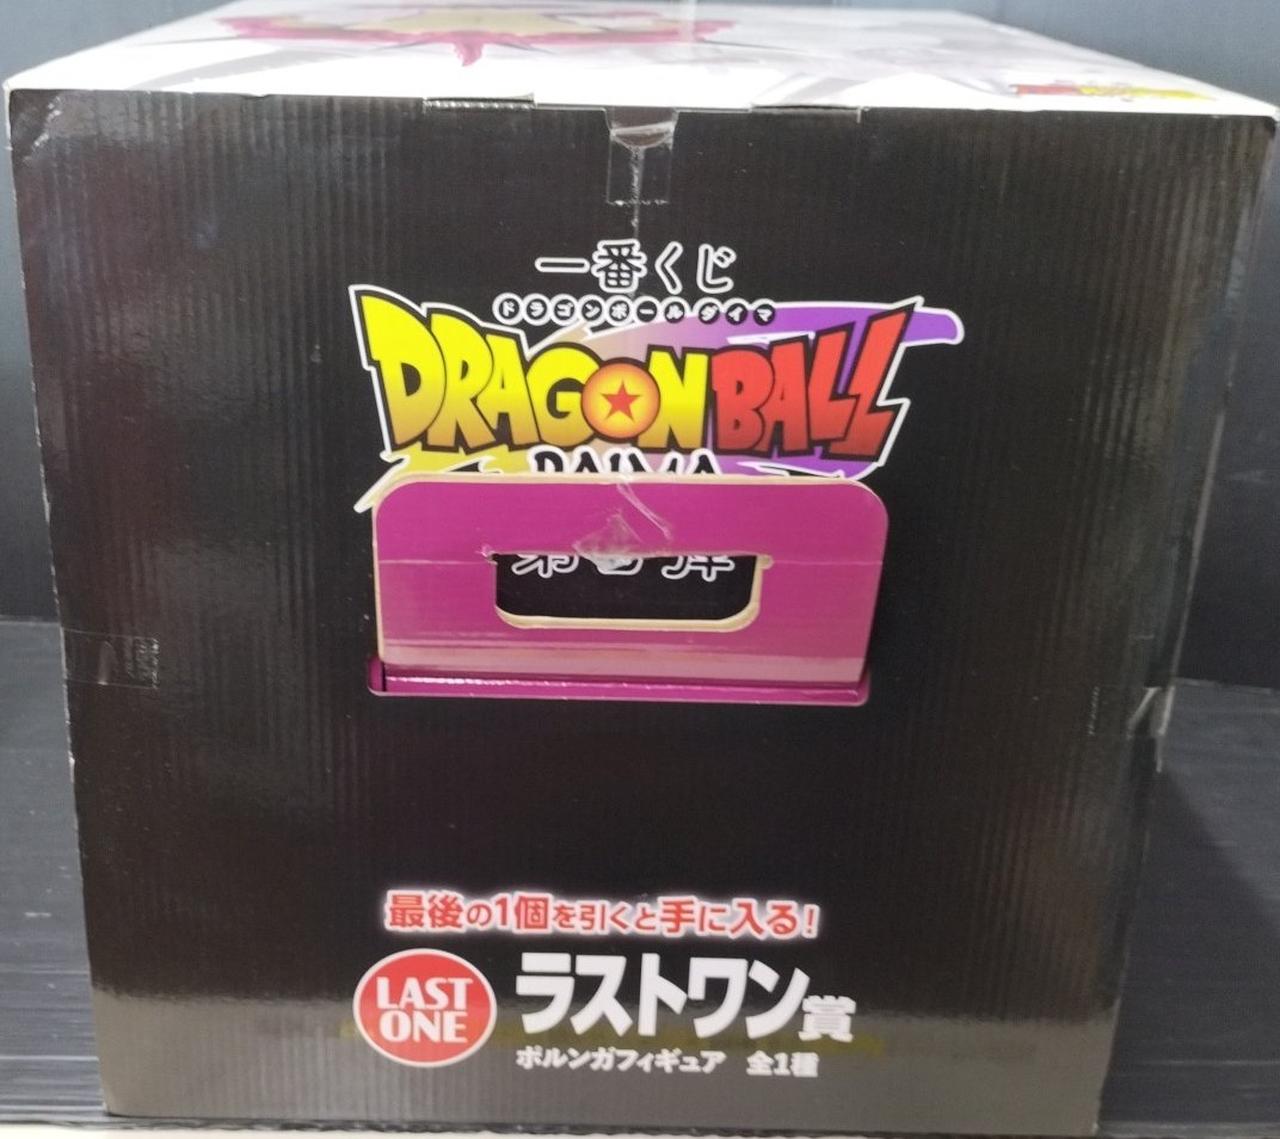 一番くじ
ドラゴンボール ダイマ
DRAGON BALL
DAIMA
最後の1個を引くと手に入る!
LAST
ONE
ラストワン賞
ポルンガフィギュア 全1種